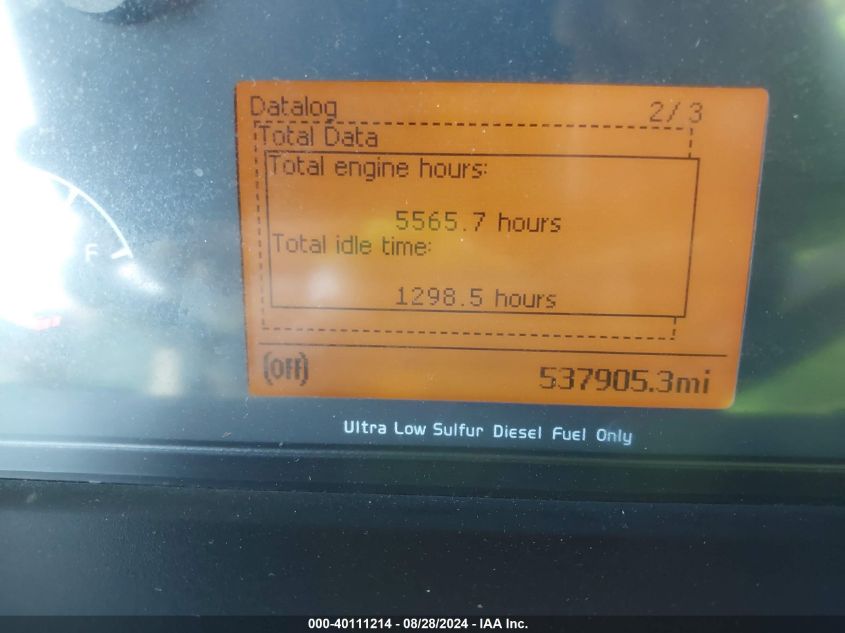 Datalog 2/3
Total Data
Total engine hours:
5565.7 hours
Total idle time:
1298.5 hours
(Off) 537905.3mi
F
Ultra Low Sulfur Diesel Fuel Only
000-40111214 - 08/28/2024 - IAA Inc.